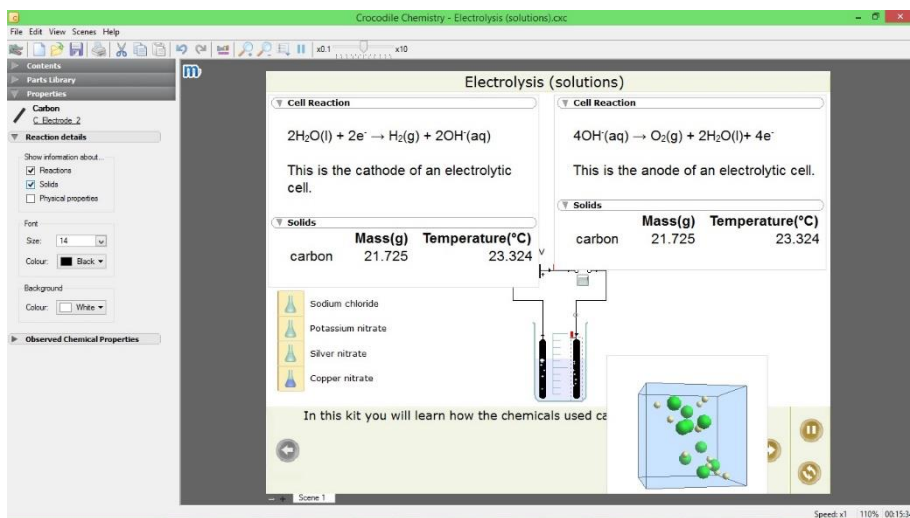 Crocodile Chemistry - Electrolysis (solutions).cxc
File Edit View Scenes Help
x0.1 x10
Contents
Parts Library
Properties
Carbon
C Electrode 2
Reaction details
Show information about...
Reactions
Solids
Physical properties
Font
Size: 14
Colour: Black
Background
Colour: White
Observed Chemical Properties
m
Electrolysis (solutions)
Cell Reaction
2H₂O(l) + 2e⁻ → H₂(g) + 2OH⁻(aq)
This is the cathode of an electrolytic
cell.
Solids
Mass(g) Temperature(°C)
carbon 21.725 23.324
Cell Reaction
4OH⁻(aq) → O₂(g) + 2H₂O(l)+ 4e⁻
This is the anode of an electrolytic cell.
Solids
Mass(g) Temperature(°C)
carbon 21.725 23.324
V
Sodium chloride
Potassium nitrate
Silver nitrate
Copper nitrate
In this kit you will learn how the chemicals used ca
Scene 1
Speed: x1 110% 00:15:3